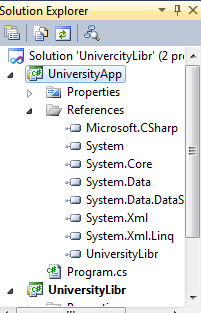 Solution Explorer
Solution 'UnivercityLibr' (2 pr
UniversityApp
Properties
References
Microsoft.CSharp
System
System.Core
System.Data
System.Data.DataS
System.Xml
System.Xml.Linq
UniversityLibr
Program.cs
UniversityLibr